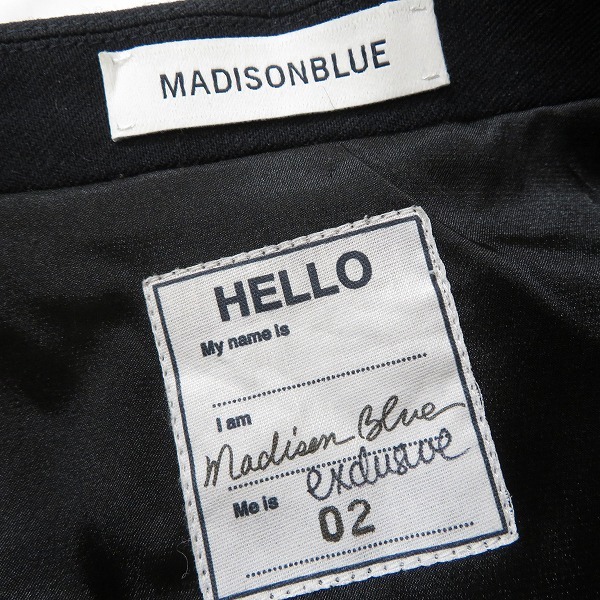 MADISONBLUE
HELLO
My name is
I am
Madison Blue
Me is exclusive
02